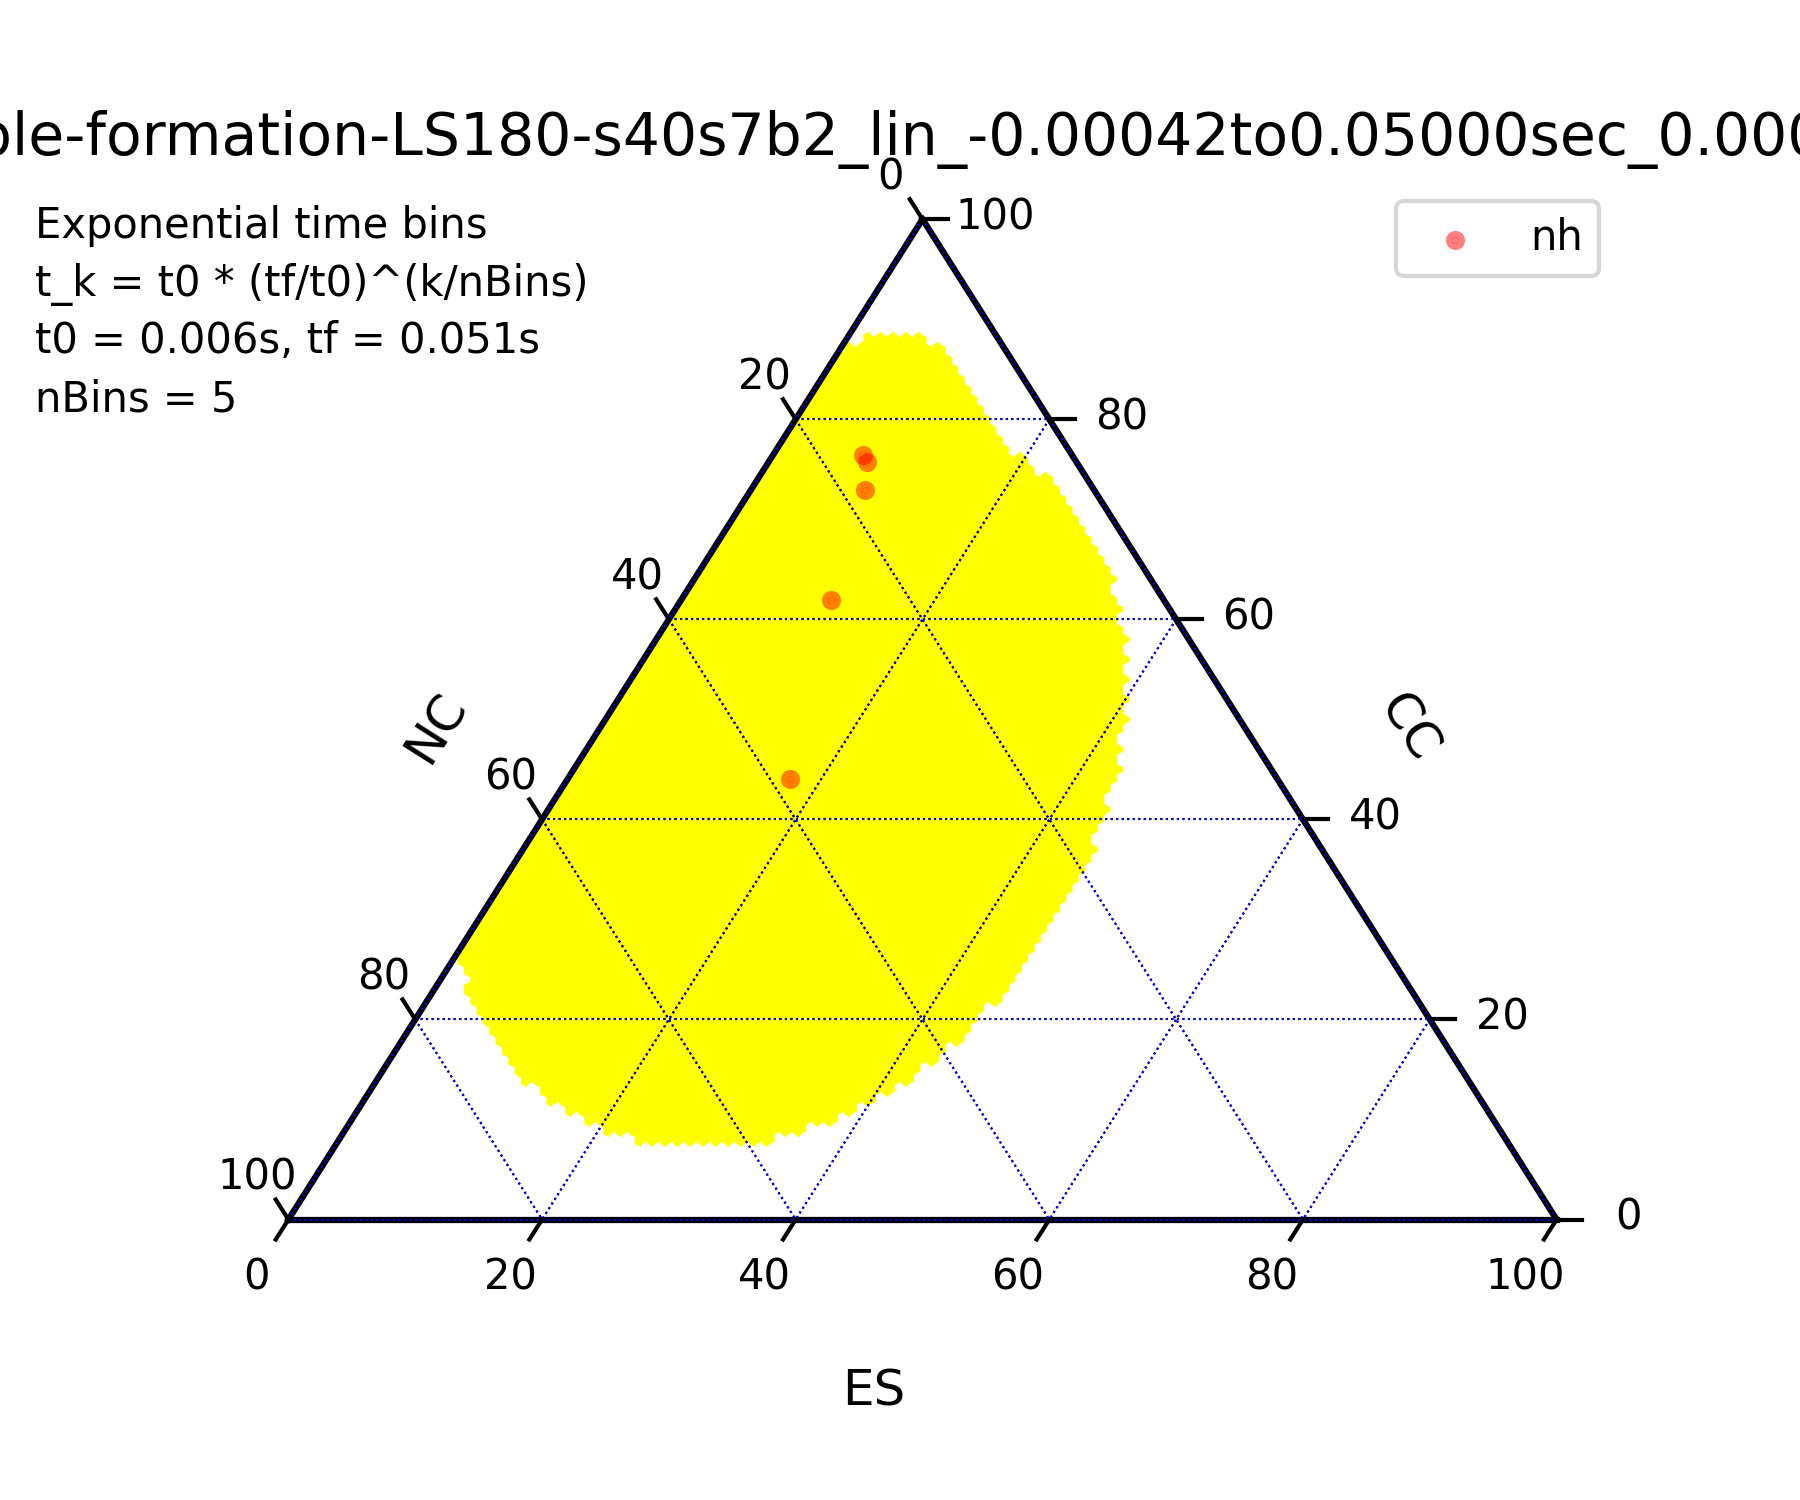 ble-formation-LS180-s40s7b2_lin_-0.00042to0.05000sec_0.000
0
100
Exponential time bins
t_k = t0 * (tf/t0)^(k/nBins)
t0 = 0.006s, tf = 0.051s
nBins = 5
nh
20
80
40
60
NC
CC
60
40
80
20
100
0
0
20
40
60
80
100
ES